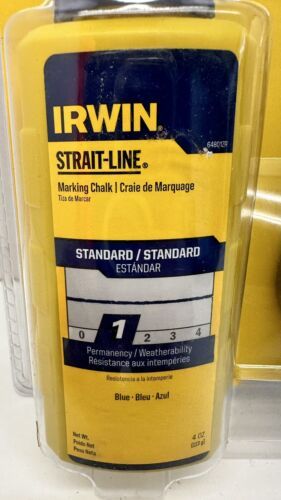 IRWIN
64801ZR
STRAIT-LINE®
Marking Chalk | Craie de Marquage
Tiza de Marcar
STANDARD / STANDARD
ESTÁNDAR
0 1 2 3 4
Permanency / Weatherability
Résistance aux intempéries
Resistencia a la intemperie
Blue • Bleu • Azul
Net Wt.
Poids Net
Peso Neto
4 OZ
(113 g)